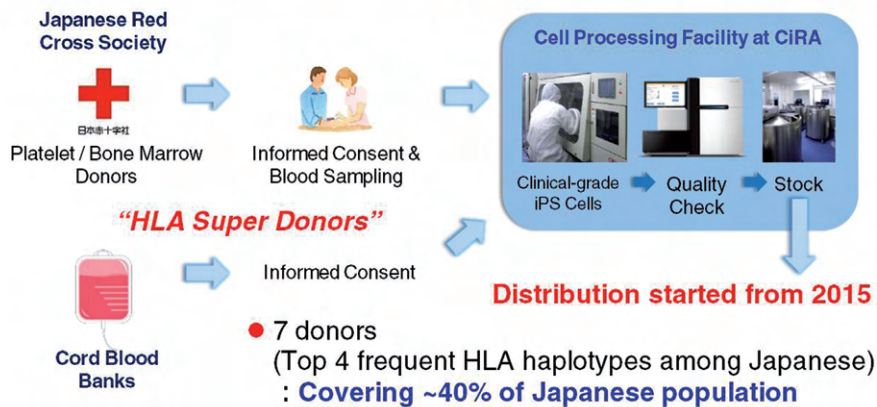 Japanese Red
Cross Society
日本赤十字社
Platelet / Bone Marrow
Donors
Informed Consent &
Blood Sampling
Cell Processing Facility at CiRA
Clinical-grade
iPS Cells
Quality
Check
Stock
“HLA Super Donors”
Cord Blood
Banks
Informed Consent
Distribution started from 2015
7 donors
(Top 4 frequent HLA haplotypes among Japanese)
: Covering ~40% of Japanese population